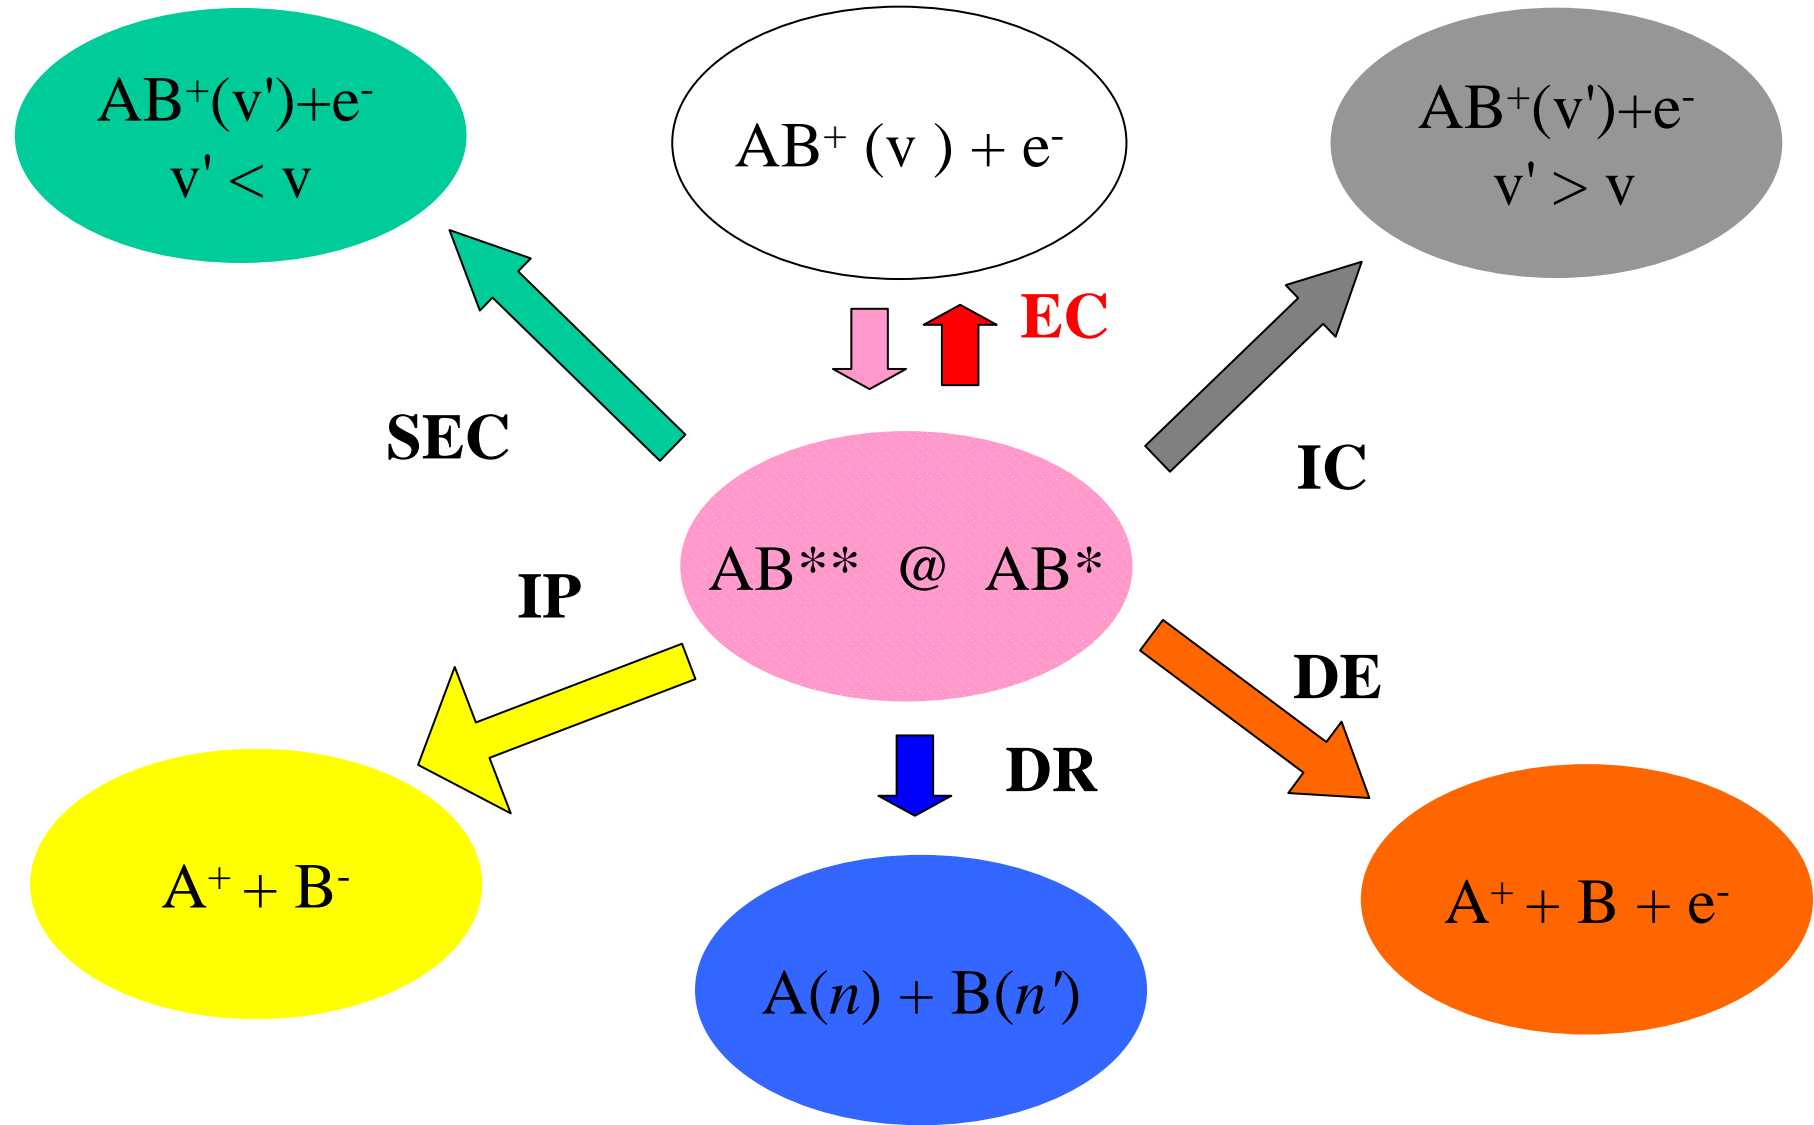 AB⁺(v')+e⁻
v' < v
AB⁺ (v ) + e⁻
AB⁺(v')+e⁻
v' > v
EC
SEC
IC
AB** @ AB*
IP
DE
DR
A⁺ + B⁻
A⁺ + B + e⁻
A(n) + B(n')